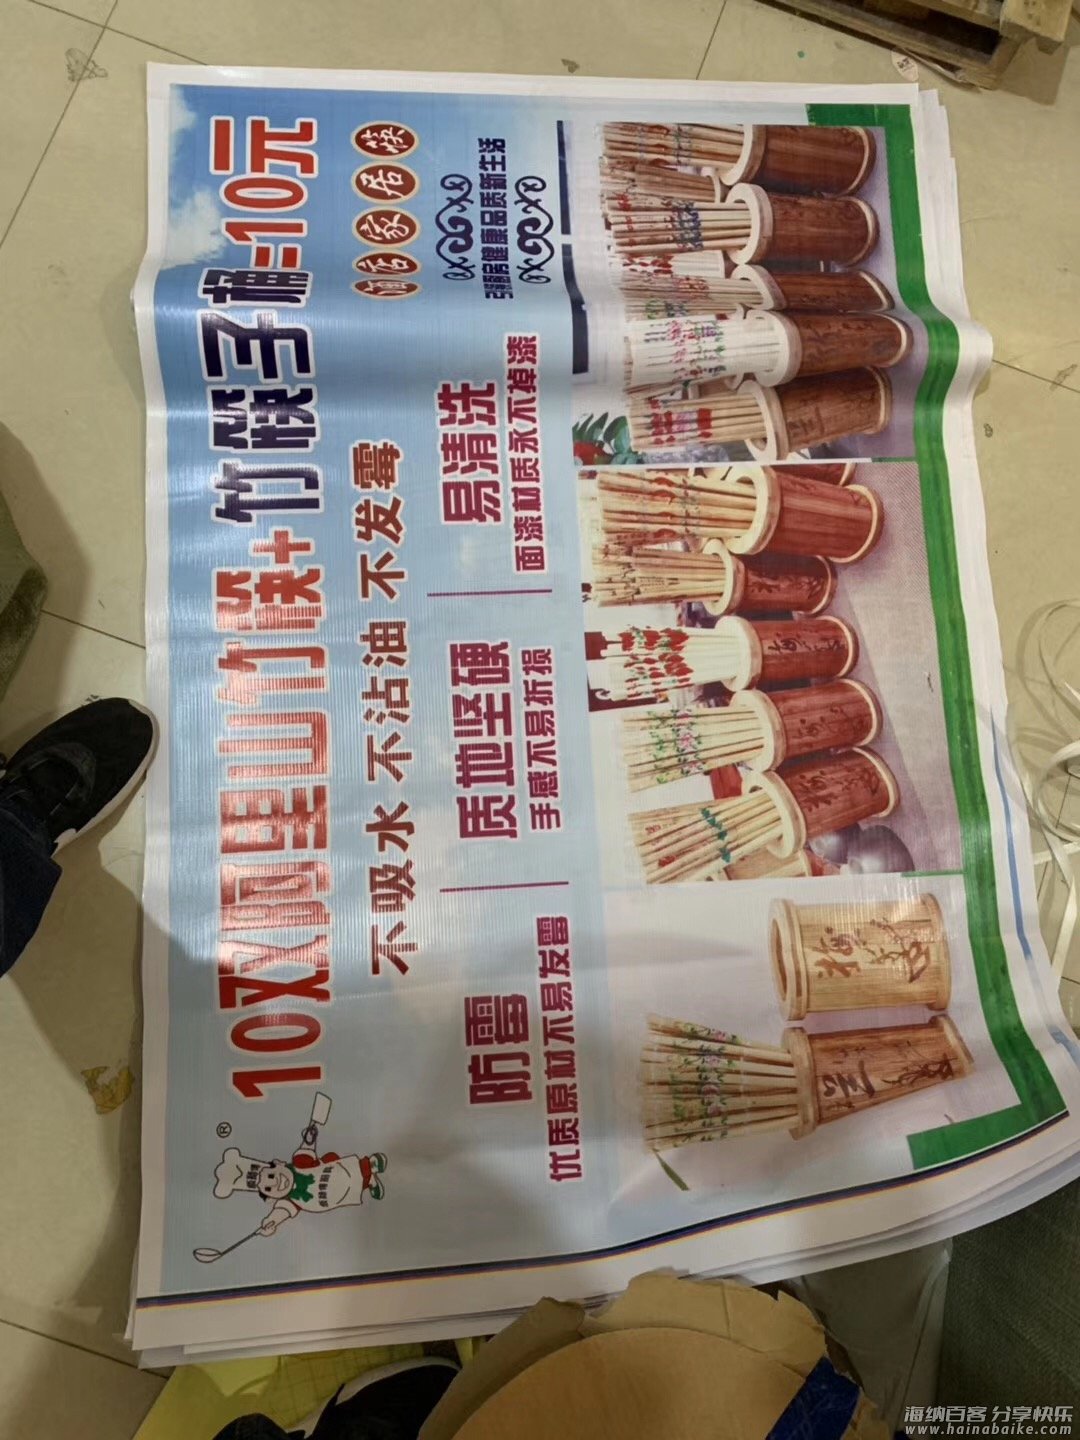 10双阿里山竹筷+竹筷子桶=10元
不吸水 不沾油 不发霉
酒店家居筷
引领厨房健康品质新生活
防霉
优质原材不易发霉
质地坚硬
手感不易折损
易清洗
面漆材质永不掉漆
®
海纳百客 分享快乐
www.hainabaike.com